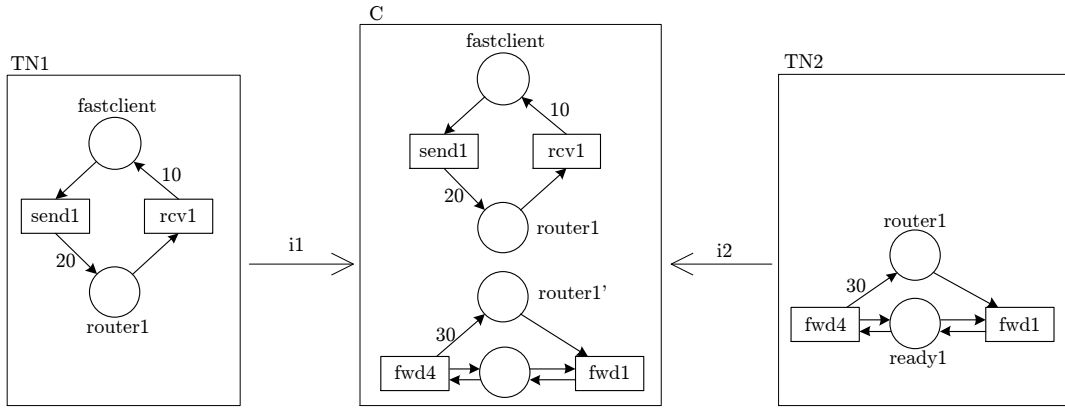 TN1
fastclient
10
send1
rcv1
20
router1
i1
C
fastclient
10
send1
rcv1
20
router1
router1'
30
fwd4
fwd1
i2
TN2
router1
30
fwd4
fwd1
ready1